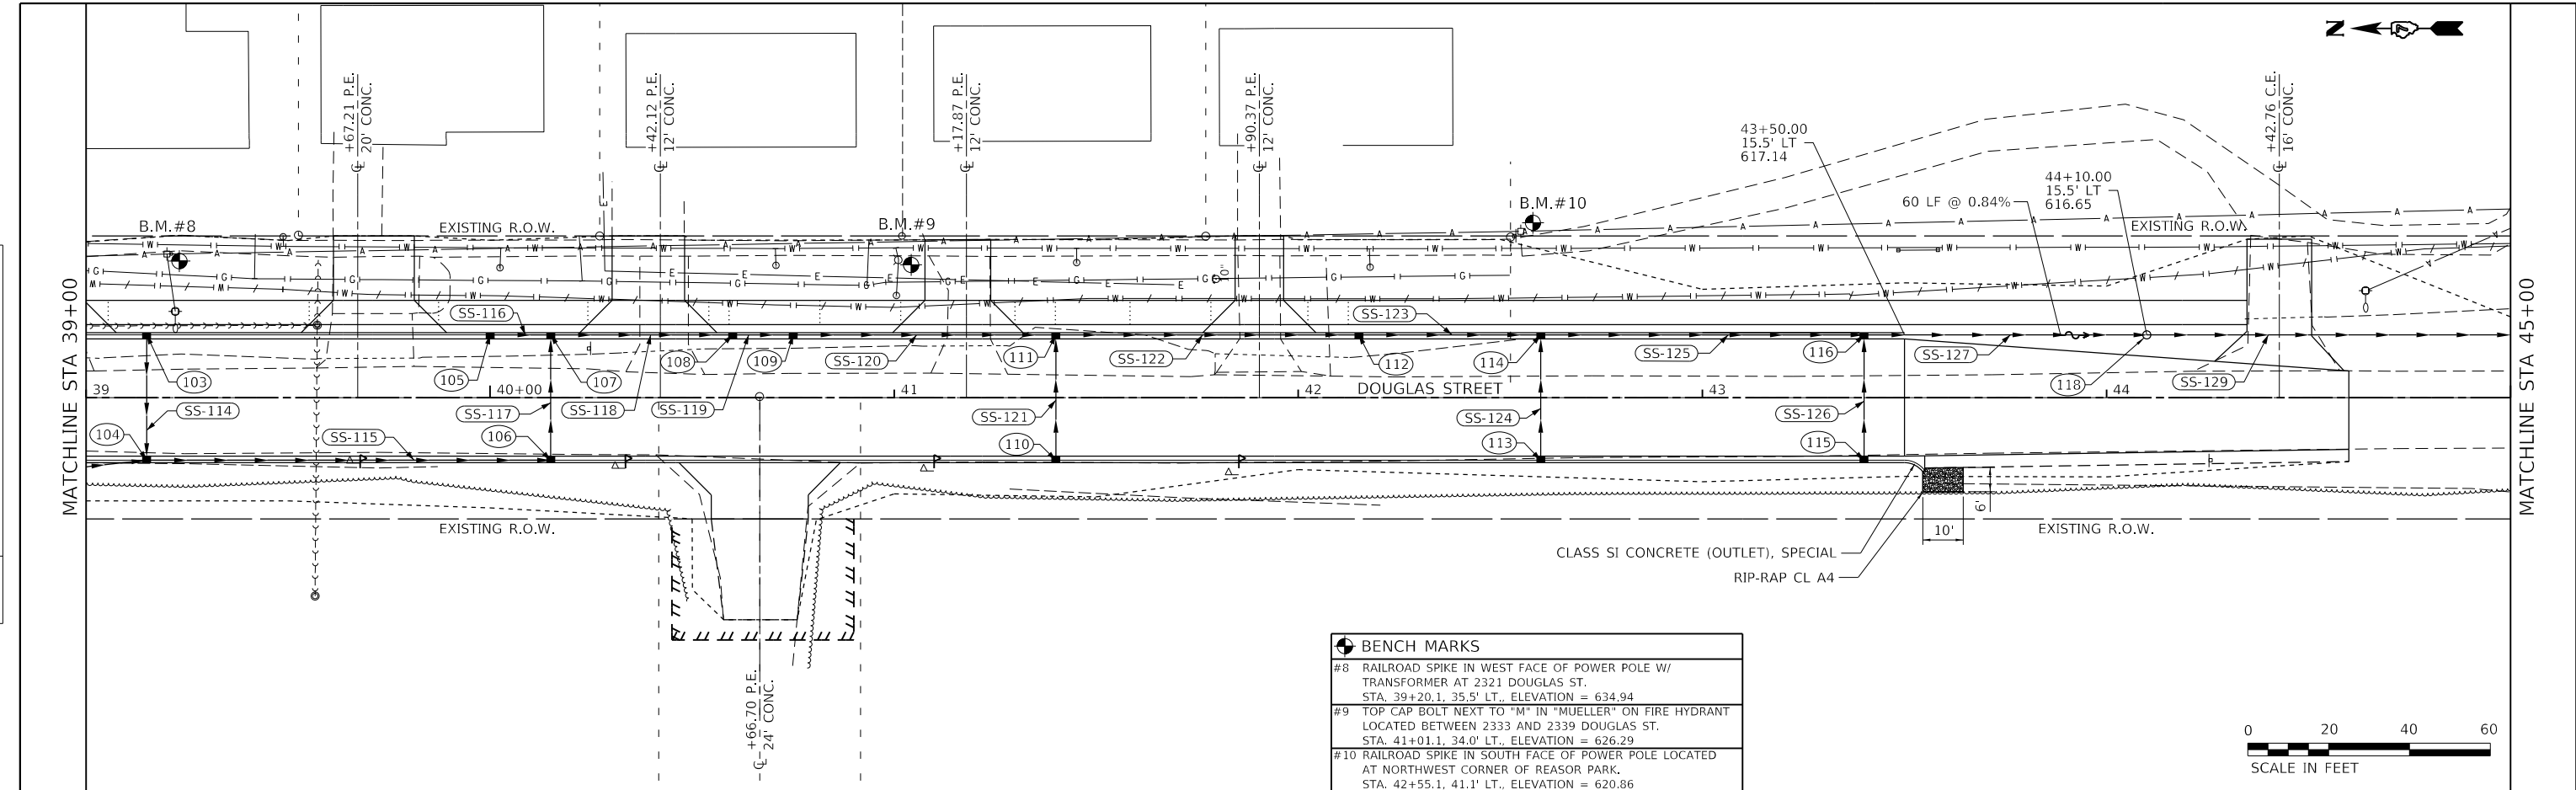 N
MATCHLINE STA 39+00
MATCHLINE STA 45+00
+67.21 P.E.
20' CONC.
+42.12 P.E.
12' CONC.
+17.87 P.E.
12' CONC.
+90.37 P.E.
12' CONC.
+42.76 C.E.
16' CONC.
43+50.00
15.5' LT
617.14
44+10.00
15.5' LT
616.65
60 LF @ 0.84%
B.M.#8
B.M.#9
B.M.#10
EXISTING R.O.W.
EXISTING R.O.W.
SS-116
SS-123
103
105
107
108
109
SS-120
111
SS-122
112
114
SS-125
116
SS-127
118
SS-129
39
40+00
41
42
DOUGLAS STREET
43
44
SS-114
SS-117
SS-118
SS-119
SS-121
SS-124
SS-126
104
SS-115
106
110
113
115
EXISTING R.O.W.
EXISTING R.O.W.
10'
6'
CLASS SI CONCRETE (OUTLET), SPECIAL
RIP-RAP CL A4
+66.70 P.E.
24' CONC.
BENCH MARKS
#8 RAILROAD SPIKE IN WEST FACE OF POWER POLE W/
TRANSFORMER AT 2321 DOUGLAS ST.
STA. 39+20.1, 35.5' LT., ELEVATION = 634.94
#9 TOP CAP BOLT NEXT TO "M" IN "MUELLER" ON FIRE HYDRANT
LOCATED BETWEEN 2333 AND 2339 DOUGLAS ST.
STA. 41+01.1, 34.0' LT., ELEVATION = 626.29
#10 RAILROAD SPIKE IN SOUTH FACE OF POWER POLE LOCATED
AT NORTHWEST CORNER OF REASOR PARK.
STA. 42+55.1, 41.1' LT., ELEVATION = 620.86
0 20 40 60
SCALE IN FEET